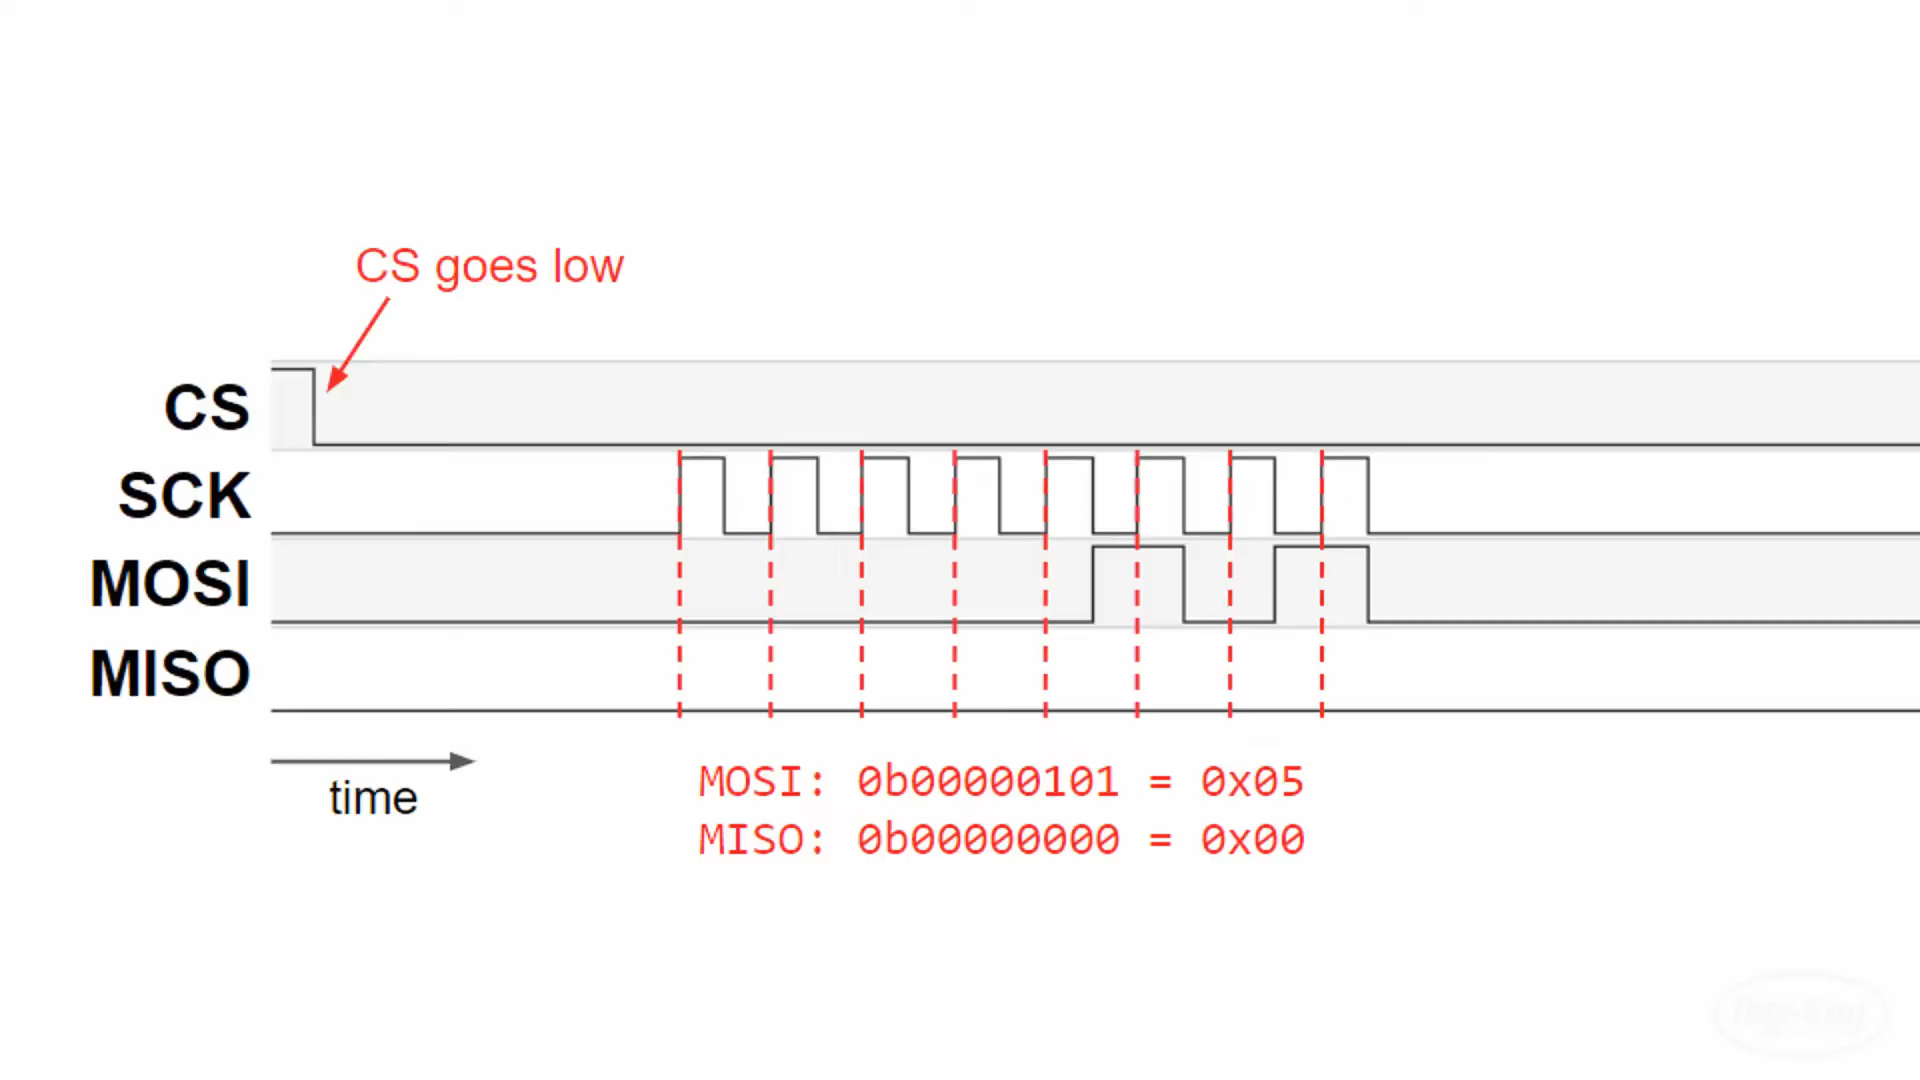 CS goes low
CS
SCK
MOSI
MISO
time
MOSI: 0b00000101 = 0x05
MISO: 0b00000000 = 0x00